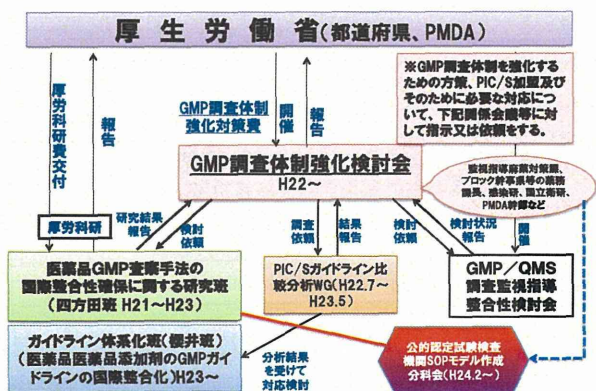 厚生労働省(都道府県、PMDA)
厚労科研費交付
報告
GMP調査体制
強化対策費
開催
報告
※GMP調査体制を強化する
ための方策、PIC/S加盟及び
そのために必要な対応につ
いて、下記関係会議等に対
して指示又は依頼をする。
GMP調査体制強化検討会
H22～
監視指導麻薬対策課、
ブロック幹事県等の薬務
課長、感染研、国立衛研、
PMDA幹部など
厚労科研
研究結果
報告
検討
依頼
調査
依頼
結果
報告
検討
依頼
検討状況
報告
開催
医薬品GMP査察手法の
国際整合性確保に関する研究班
(四方田班 H21～H23)
PIC/Sガイドライン比
較分析WG(H22.7～
H23.5)
GMP/QMS
調査監視指導
整合性検討会
ガイドライン体系化班(櫻井班)
(医薬品医薬品添加剤のGMPガイ
ドラインの国際整合化)H23～
分析結果
を受けて
対応検討
公的認定試験検査
機関SOPモデル作成
分科会(H24.2～)